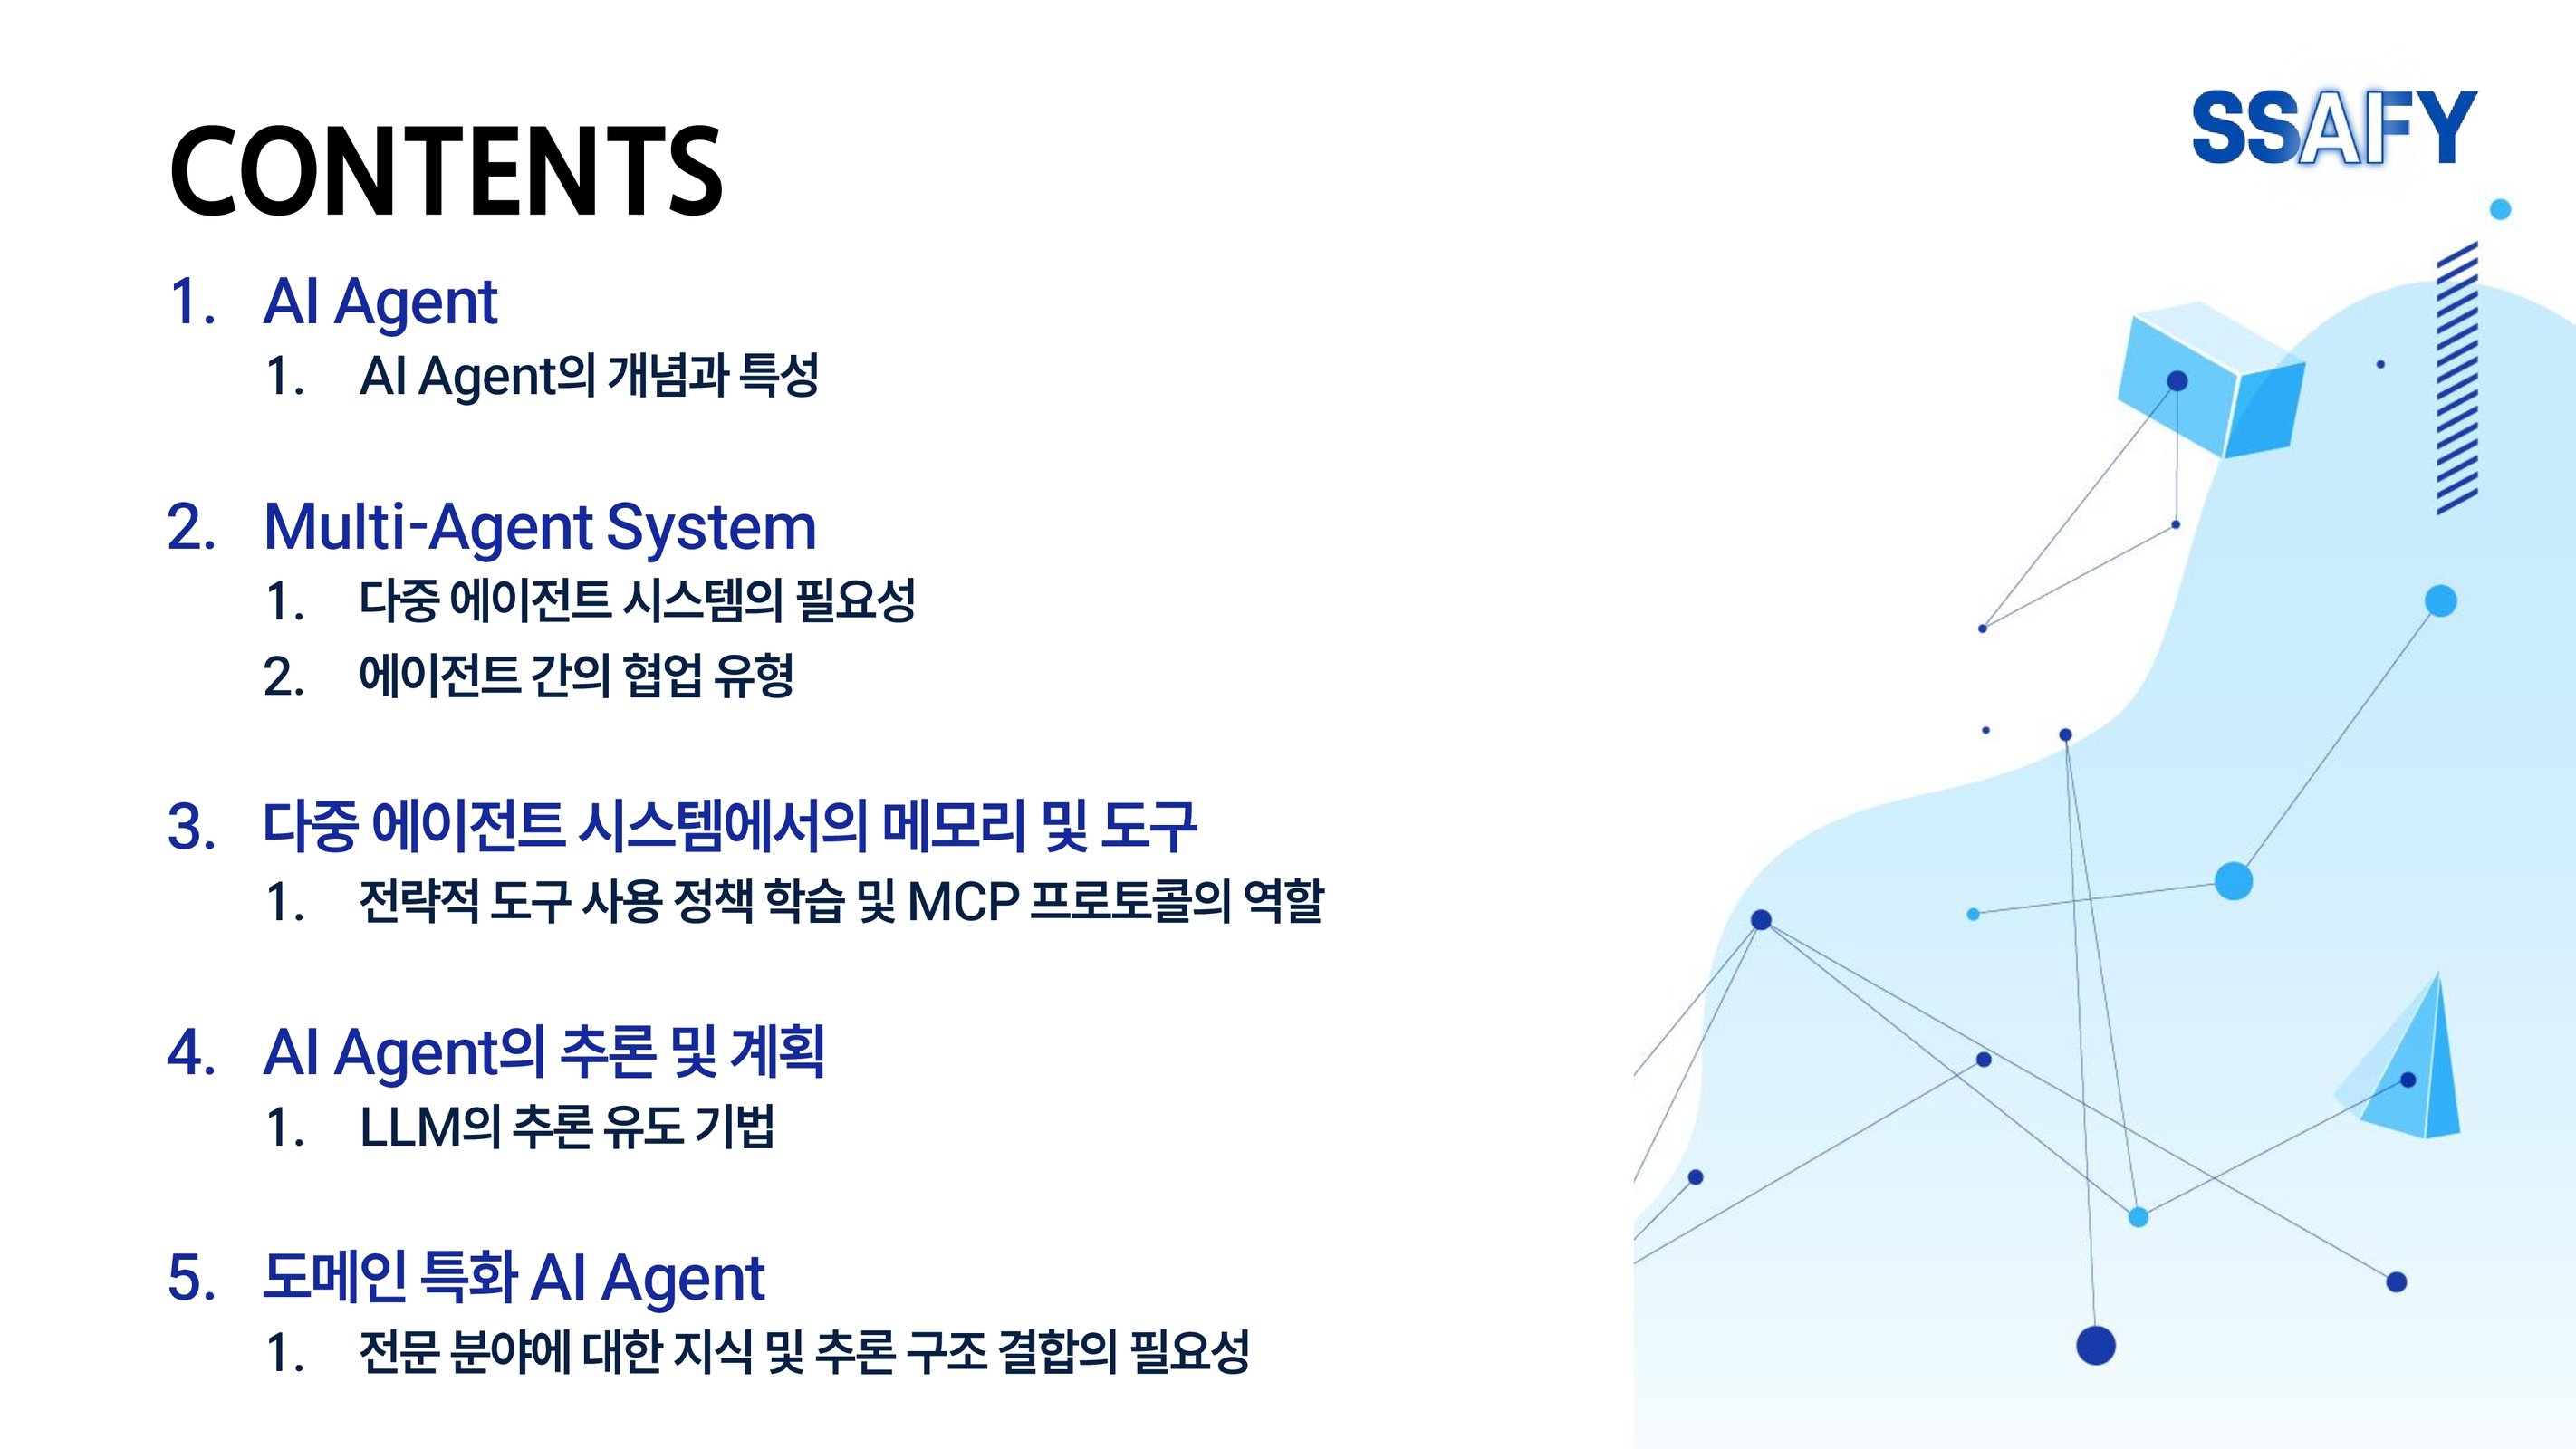 CONTENTS
SSAFY
1. AI Agent
1. AI Agent의 개념과 특성
2. Multi-Agent System
1. 다중 에이전트 시스템의 필요성
2. 에이전트 간의 협업 유형
3. 다중 에이전트 시스템에서의 메모리 및 도구
1. 전략적 도구 사용 정책 학습 및 MCP 프로토콜의 역할
4. AI Agent의 추론 및 계획
1. LLM의 추론 유도 기법
5. 도메인 특화 AI Agent
1. 전문 분야에 대한 지식 및 추론 구조 결합의 필요성